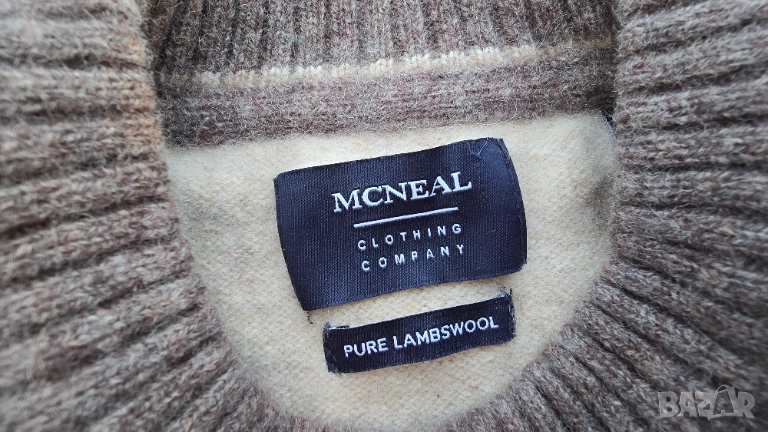 MCNEAL
CLOTHING
COMPANY
PURE LAMBSWOOL
BAZAR